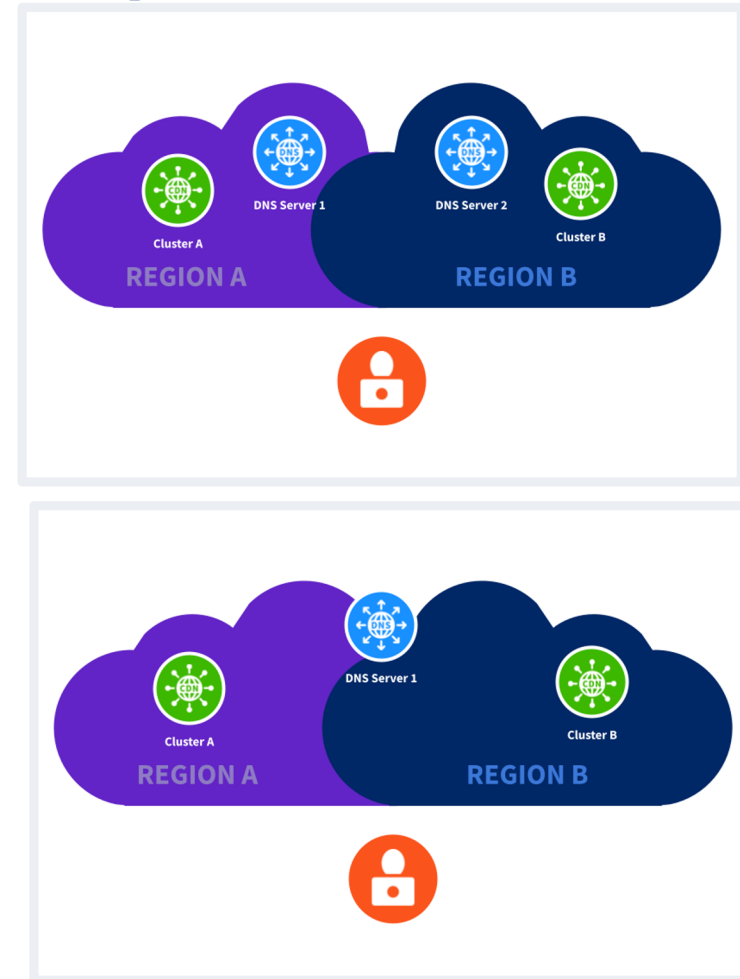 DNS
DNS
CDN
CDN
DNS Server 1
DNS Server 2
Cluster A
Cluster B
REGION A
REGION B
DNS
DNS Server 1
CDN
CDN
Cluster A
Cluster B
REGION A
REGION B